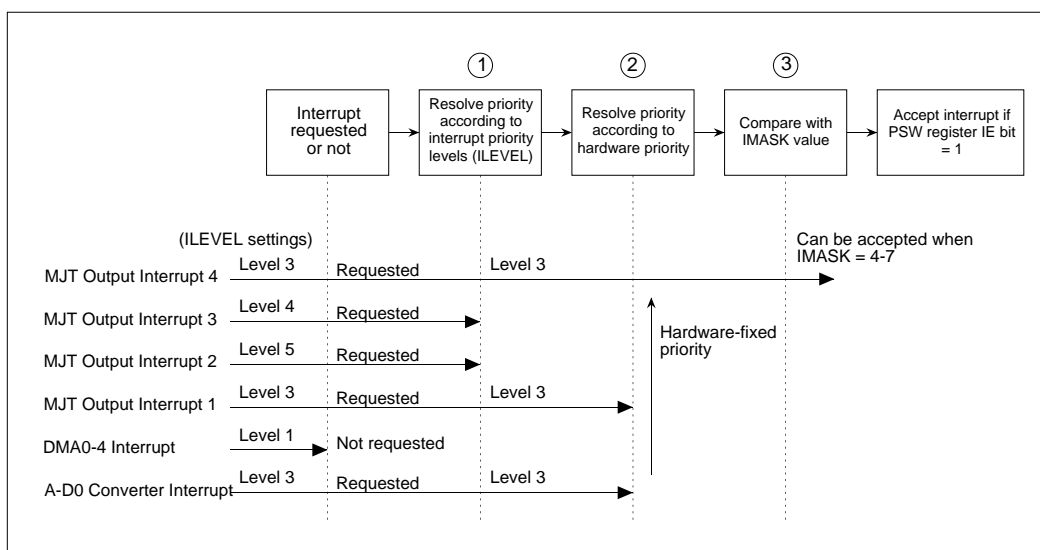 1
2
3
Interrupt
requested
or not
Resolve priority
according to
interrupt priority
levels (ILEVEL)
Resolve priority
according to
hardware priority
Compare with
IMASK value
Accept interrupt if
PSW register IE bit
= 1
(ILEVEL settings)
Can be accepted when
IMASK = 4-7
MJT Output Interrupt 4 Level 3 Requested Level 3
MJT Output Interrupt 3 Level 4 Requested
Hardware-fixed
priority
MJT Output Interrupt 2 Level 5 Requested
MJT Output Interrupt 1 Level 3 Requested Level 3
DMA0-4 Interrupt Level 1 Not requested
A-D0 Converter Interrupt Level 3 Requested Level 3